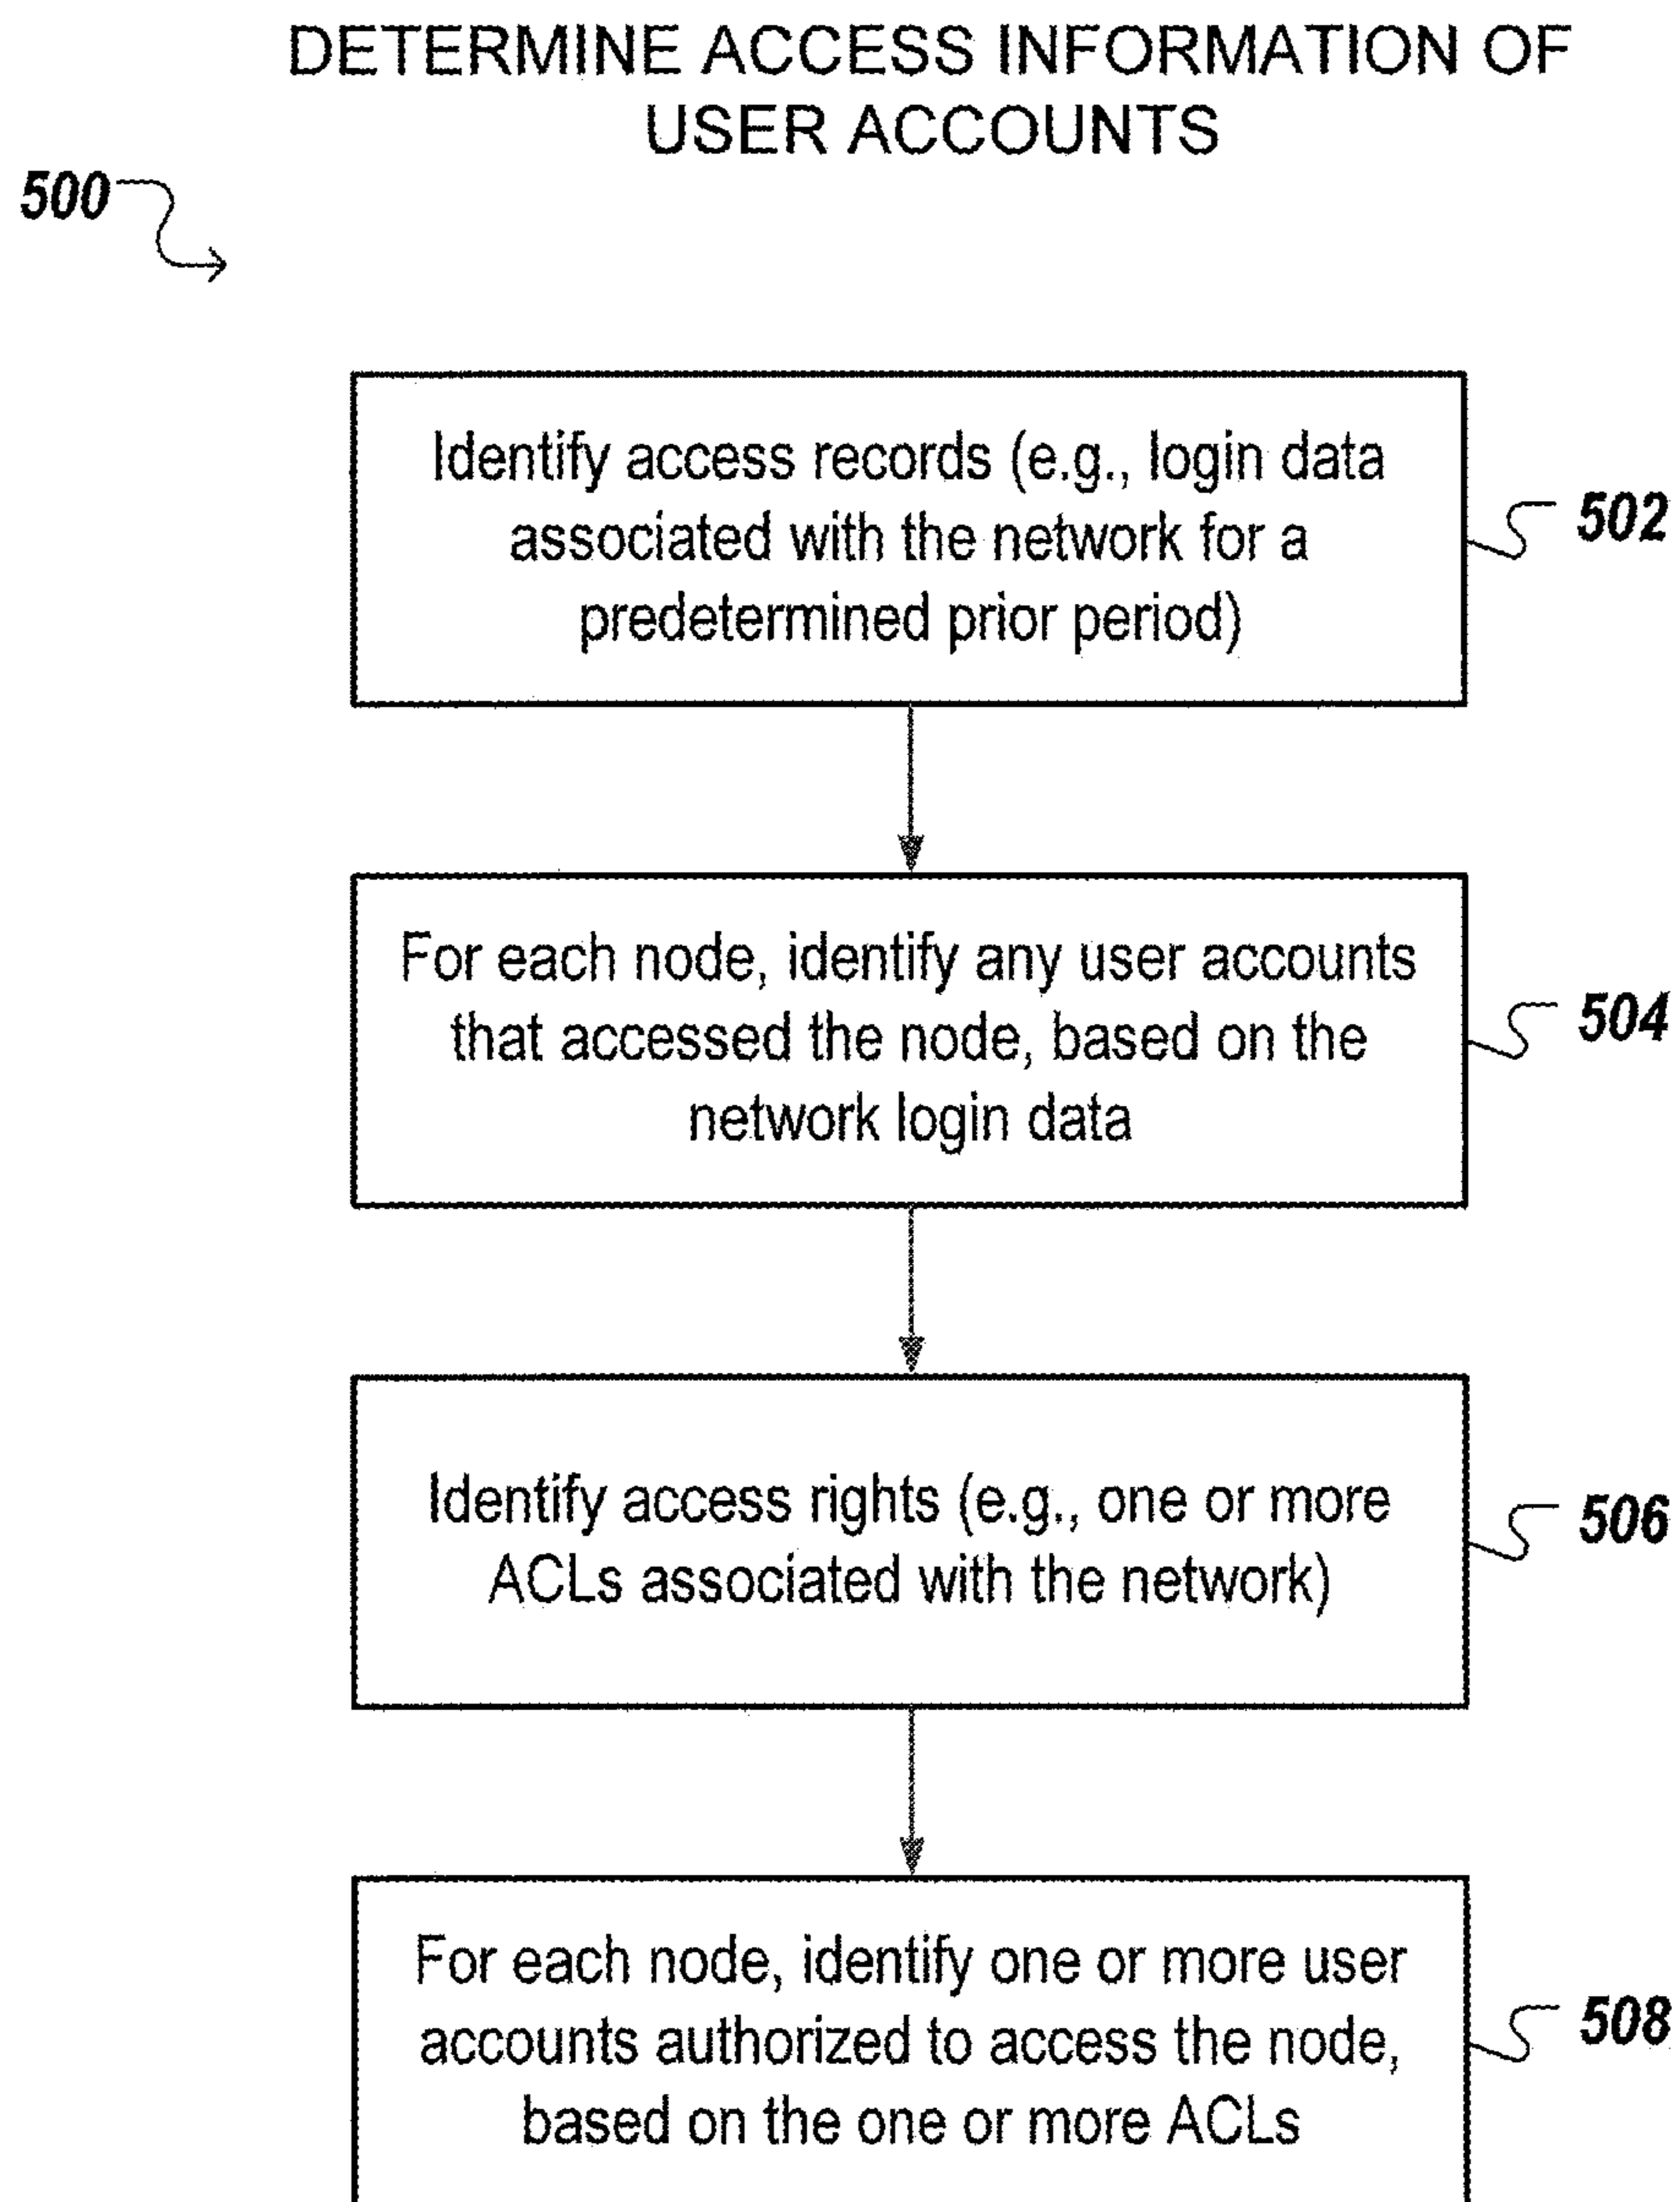 DETERMINE ACCESS INFORMATION OF
USER ACCOUNTS
500
Identify access records (e.g., login data
associated with the network for a
predetermined prior period)
502
For each node, identify any user accounts
that accessed the node, based on the
network login data
504
Identify access rights (e.g., one or more
ACLs associated with the network)
506
For each node, identify one or more user
accounts authorized to access the node,
based on the one or more ACLs
508